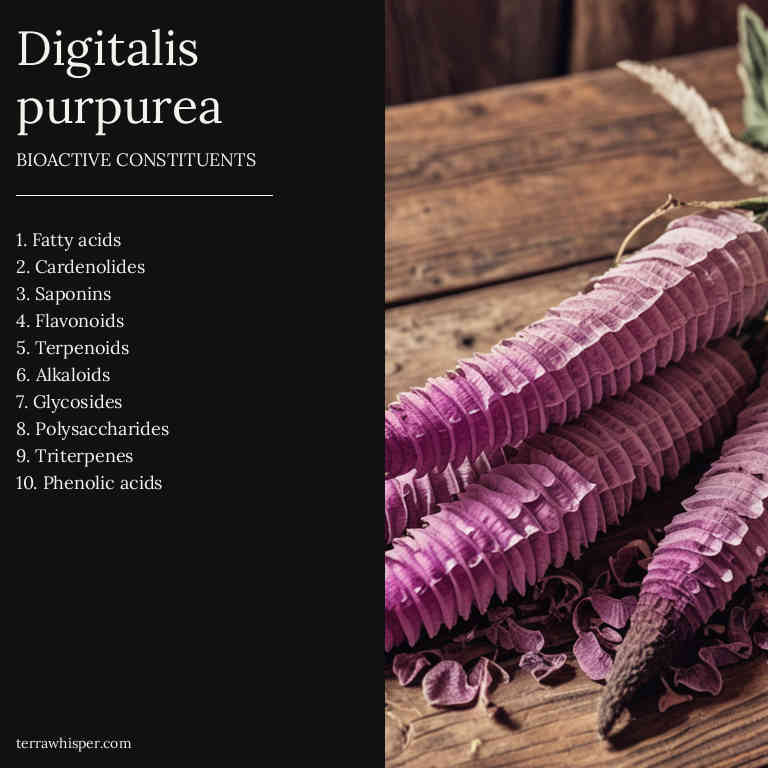 Digitalis
purpurea
BIOACTIVE CONSTITUENTS
1. Fatty acids
2. Cardenolides
3. Saponins
4. Flavonoids
5. Terpenoids
6. Alkaloids
7. Glycosides
8. Polysaccharides
9. Triterpenes
10. Phenolic acids
terrawhisper.com